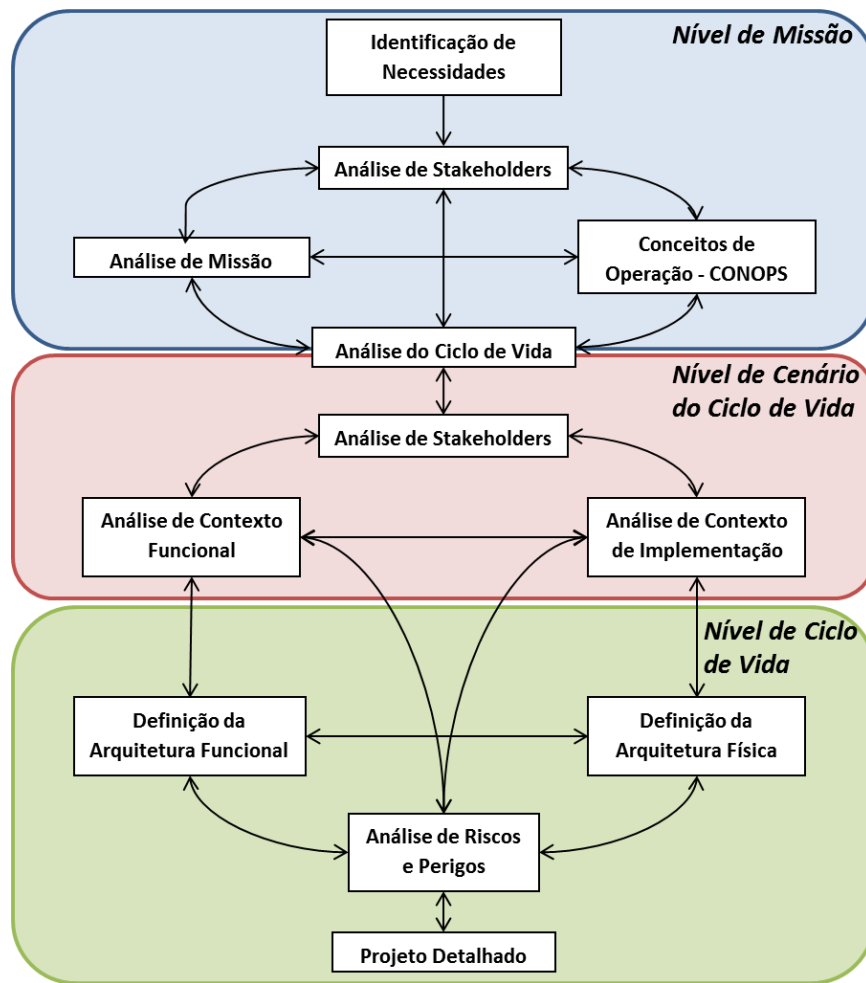 Nível de Missão
Identificação de
Necessidades
Análise de Stakeholders
Análise de Missão
Conceitos de
Operação - CONOPS
Análise do Ciclo de Vida
Nível de Cenário
do Ciclo de Vida
Análise de Stakeholders
Análise de Contexto
Funcional
Análise de Contexto
de Implementação
Nível de Ciclo
de Vida
Definição da
Arquitetura Funcional
Definição da
Arquitetura Física
Análise de Riscos
e Perigos
Projeto Detalhado